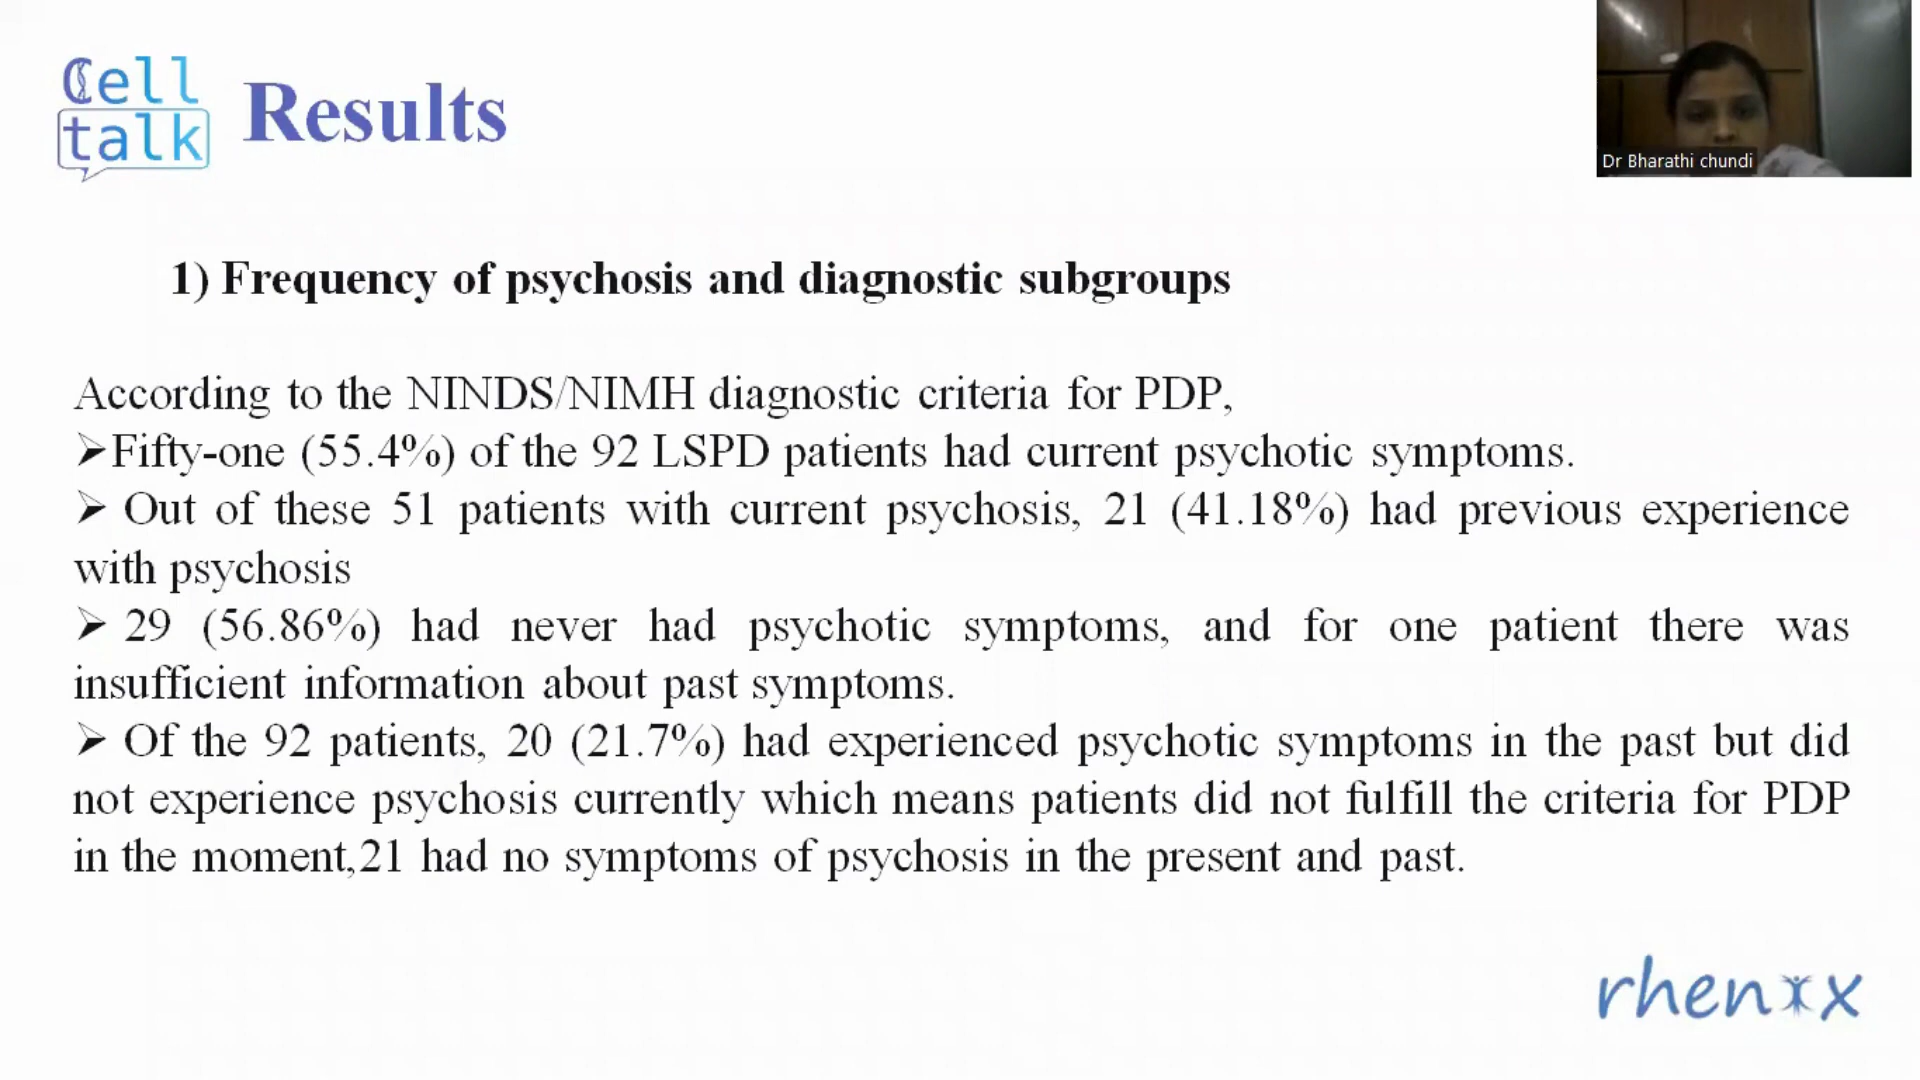 Cell
talk
Results
Dr Bharathi chundi
1) Frequency of psychosis and diagnostic subgroups
According to the NINDS/NIMH diagnostic criteria for PDP,
➢Fifty-one (55.4%) of the 92 LSPD patients had current psychotic symptoms.
➢ Out of these 51 patients with current psychosis, 21 (41.18%) had previous experience
with psychosis
➢ 29 (56.86%) had never had psychotic symptoms, and for one patient there was
insufficient information about past symptoms.
➢ Of the 92 patients, 20 (21.7%) had experienced psychotic symptoms in the past but did
not experience psychosis currently which means patients did not fulfill the criteria for PDP
in the moment,21 had no symptoms of psychosis in the present and past.
rhenix